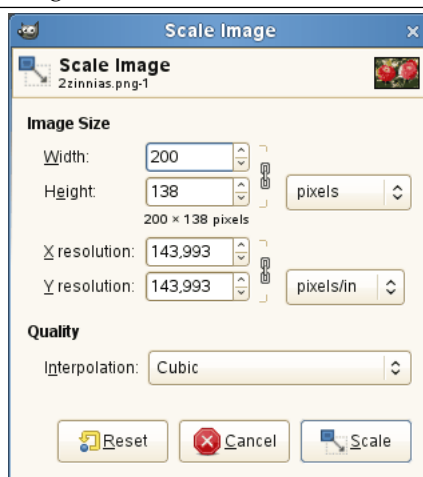 Scale Image
Scale Image
2zinnias.png-1
Image Size
Width: 200
Height: 138 pixels
200 × 138 pixels
X resolution: 143,993
Y resolution: 143,993 pixels/in
Quality
Interpolation: Cubic
Reset Cancel Scale